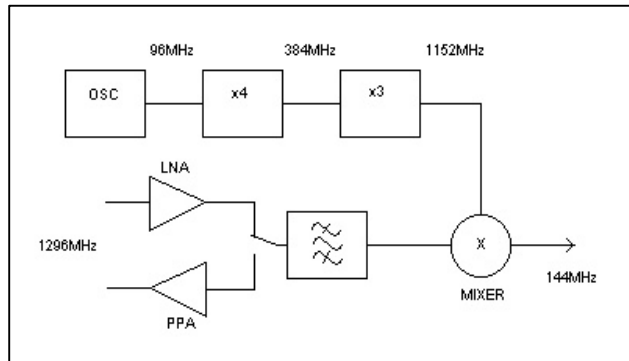 96MHz 384MHz 1152MHz
OSC x4 x3
LNA
1296MHz
X
144MHz
MIXER
PPA